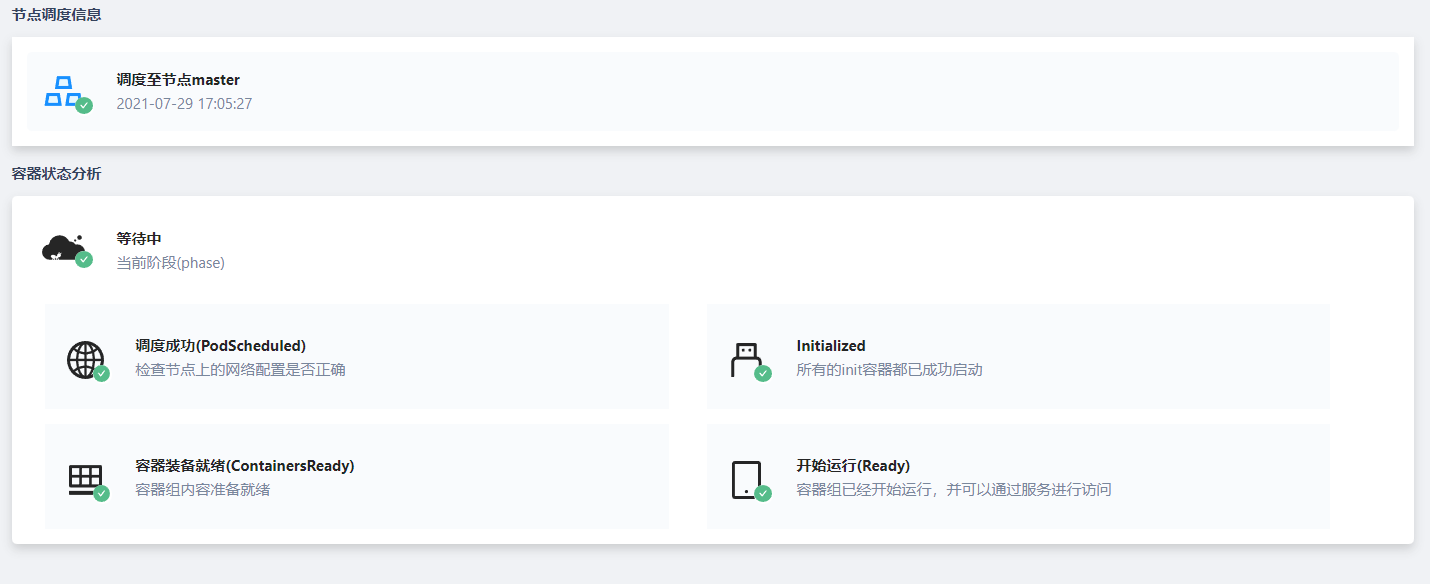 节点调度信息
调度至节点master
2021-07-29 17:05:27
容器状态分析
等待中
当前阶段(phase)
调度成功(PodScheduled)
检查节点上的网络配置是否正确
Initialized
所有的init容器都已成功启动
容器装备就绪(ContainersReady)
容器组内容准备就绪
开始运行(Ready)
容器组已经开始运行，并可以通过服务进行访问